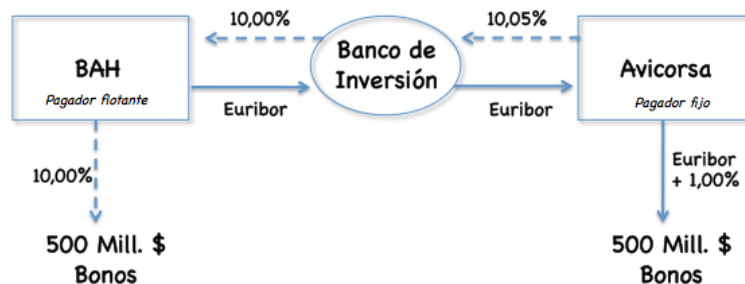 10,00%
10,05%
BAH
Pagador flotante
Banco de
Inversión
Avicorsa
Pagador fijo
Euribor
Euribor
10,00%
Euribor
+ 1,00%
500 Mill. $
Bonos
500 Mill. $
Bonos